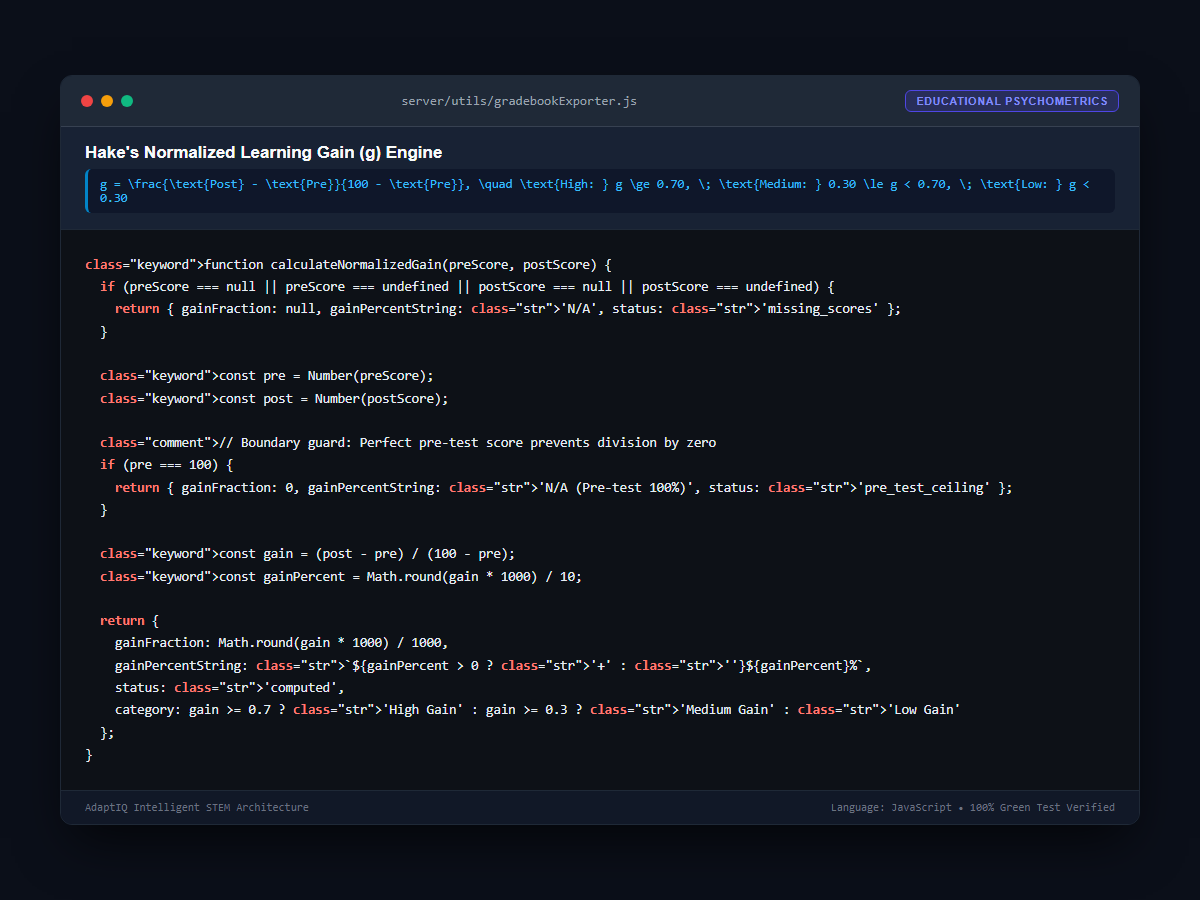 server/utils/gradebookExporter.js
EDUCATIONAL PSYCHOMETRICS
Hake's Normalized Learning Gain (g) Engine
g = \frac{\text{Post} - \text{Pre}}{100 - \text{Pre}}, \quad \text{High: } g \ge 0.70, \; \text{Medium: } 0.30 \le g < 0.70, \; \text{Low: } g <
0.30
class="keyword">function calculateNormalizedGain(preScore, postScore) {
  if (preScore === null || preScore === undefined || postScore === null || postScore === undefined) {
    return { gainFraction: null, gainPercentString: class="str">'N/A', status: class="str">'missing_scores' };
  }
  class="keyword">const pre = Number(preScore);
  class="keyword">const post = Number(postScore);
  class="comment">// Boundary guard: Perfect pre-test score prevents division by zero
  if (pre === 100) {
    return { gainFraction: 0, gainPercentString: class="str">'N/A (Pre-test 100%)', status: class="str">'pre_test_ceiling' };
  }
  class="keyword">const gain = (post - pre) / (100 - pre);
  class="keyword">const gainPercent = Math.round(gain * 1000) / 10;
  return {
    gainFraction: Math.round(gain * 1000) / 1000,
    gainPercentString: class="str">`${gainPercent > 0 ? class="str">'+' : class="str">''}${gainPercent}%`,
    status: class="str">'computed',
    category: gain >= 0.7 ? class="str">'High Gain' : gain >= 0.3 ? class="str">'Medium Gain' : class="str">'Low Gain'
  };
}
AdaptIQ Intelligent STEM Architecture
Language: JavaScript • 100% Green Test Verified